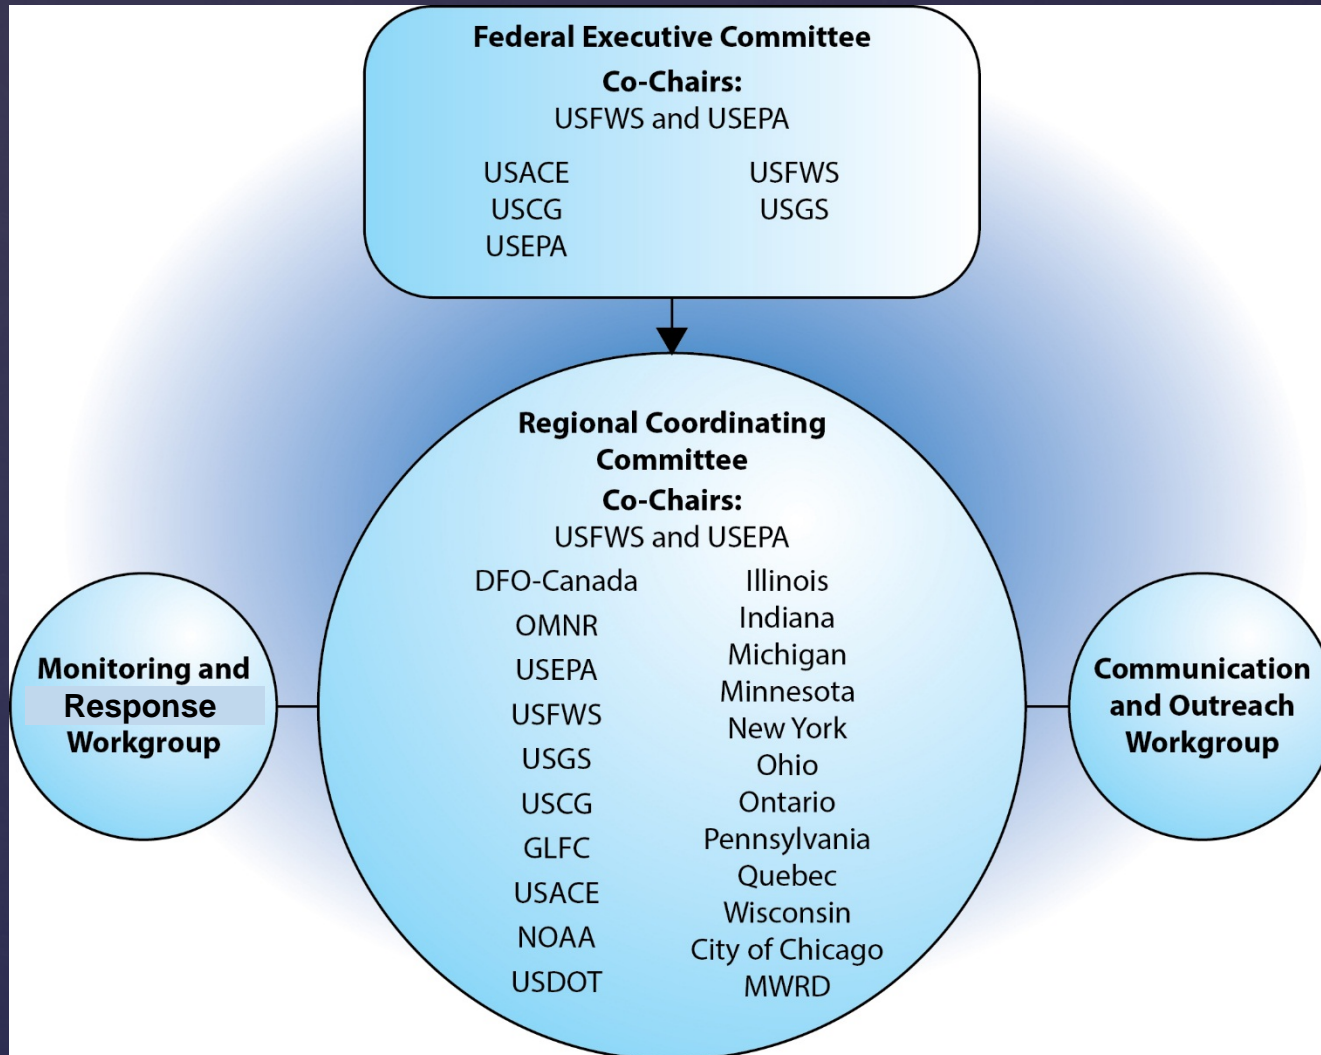 Federal Executive Committee
Co-Chairs:
USFWS and USEPA
USACE
USCG
USEPA
USFWS
USGS
Regional Coordinating
Committee
Co-Chairs:
USFWS and USEPA
DFO-Canada
OMNR
USEPA
USFWS
USGS
USCG
GLFC
USACE
NOAA
USDOT
Illinois
Indiana
Michigan
Minnesota
New York
Ohio
Ontario
Pennsylvania
Quebec
Wisconsin
City of Chicago
MWRD
Monitoring and
Response
Workgroup
Communication
and Outreach
Workgroup